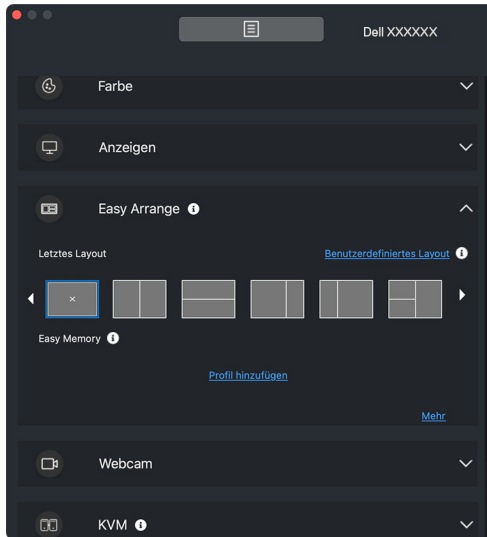 Dell XXXXXX
Farbe
Anzeigen
Easy Arrange
Letztes Layout Benutzerdefiniertes Layout
Easy Memory
Profil hinzufügen
Mehr
Webcam
KVM